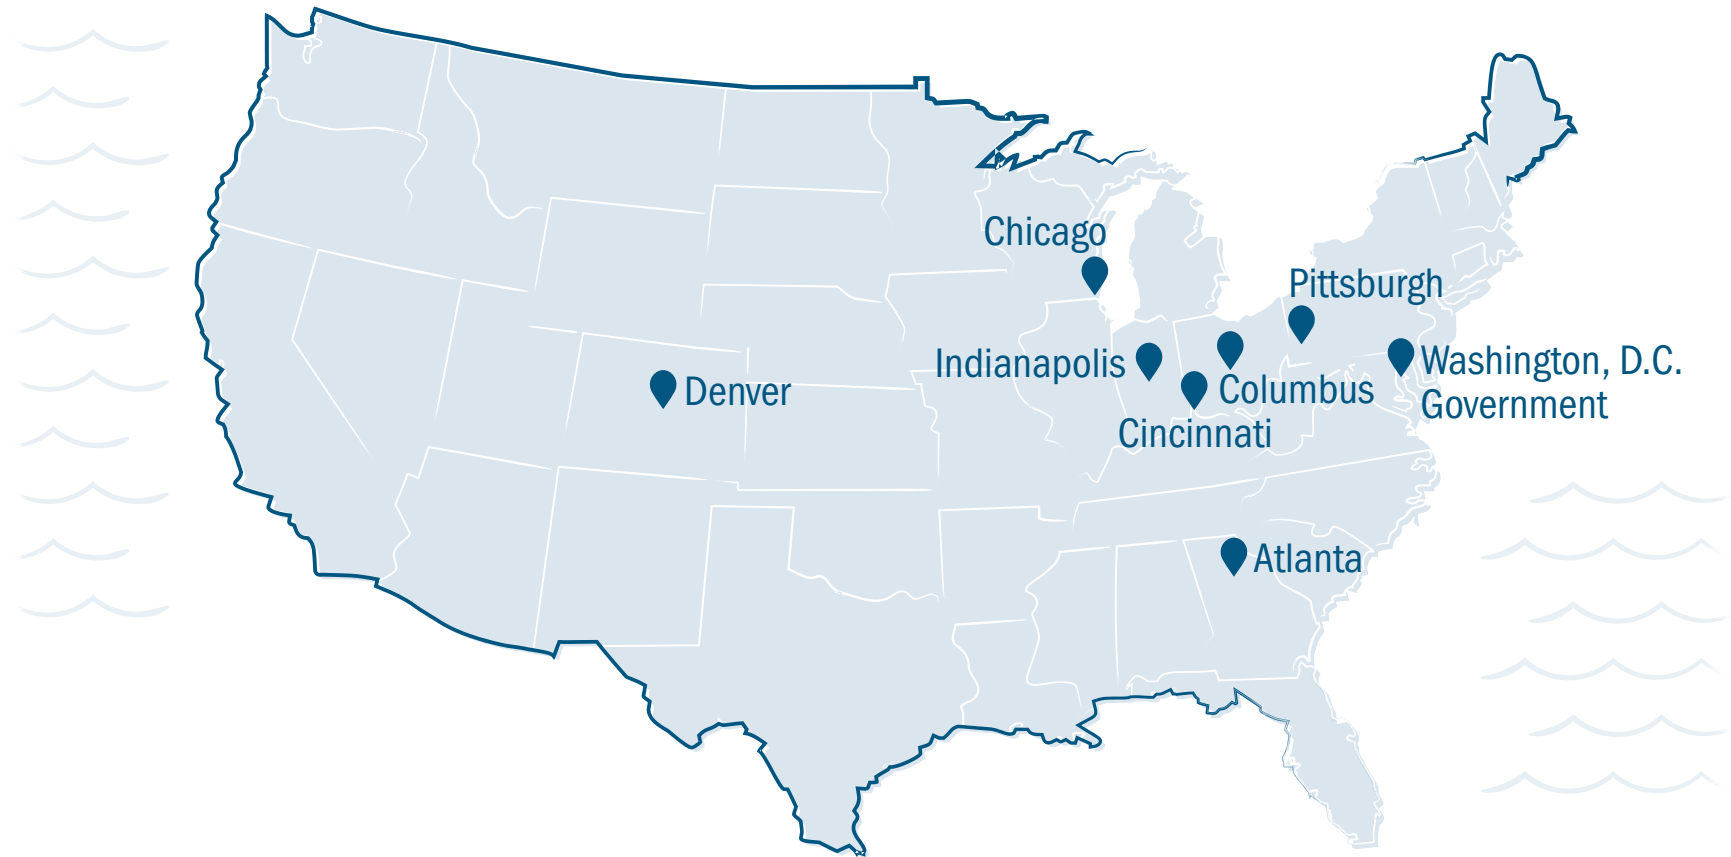 Chicago
Pittsburgh
Indianapolis
Washington, D.C.
Government
Denver
Columbus
Cincinnati
Atlanta